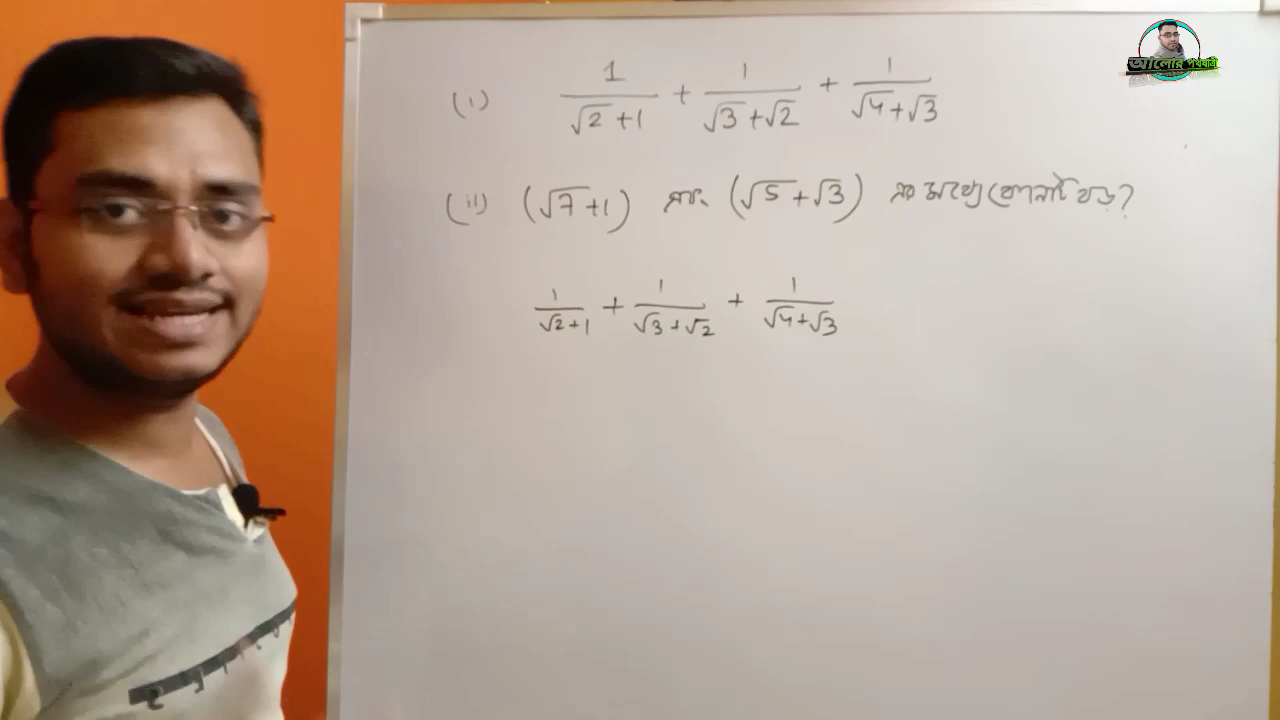 আলোর পথযাত্রী
(i) 1/(√2+1) + 1/(√3+√2) + 1/(√4+√3)
(ii) (√7+1) এবং (√5+√3) এর মধ্যে কোনটি বড়?
1/(√2+1) + 1/(√3+√2) + 1/(√4+√3)